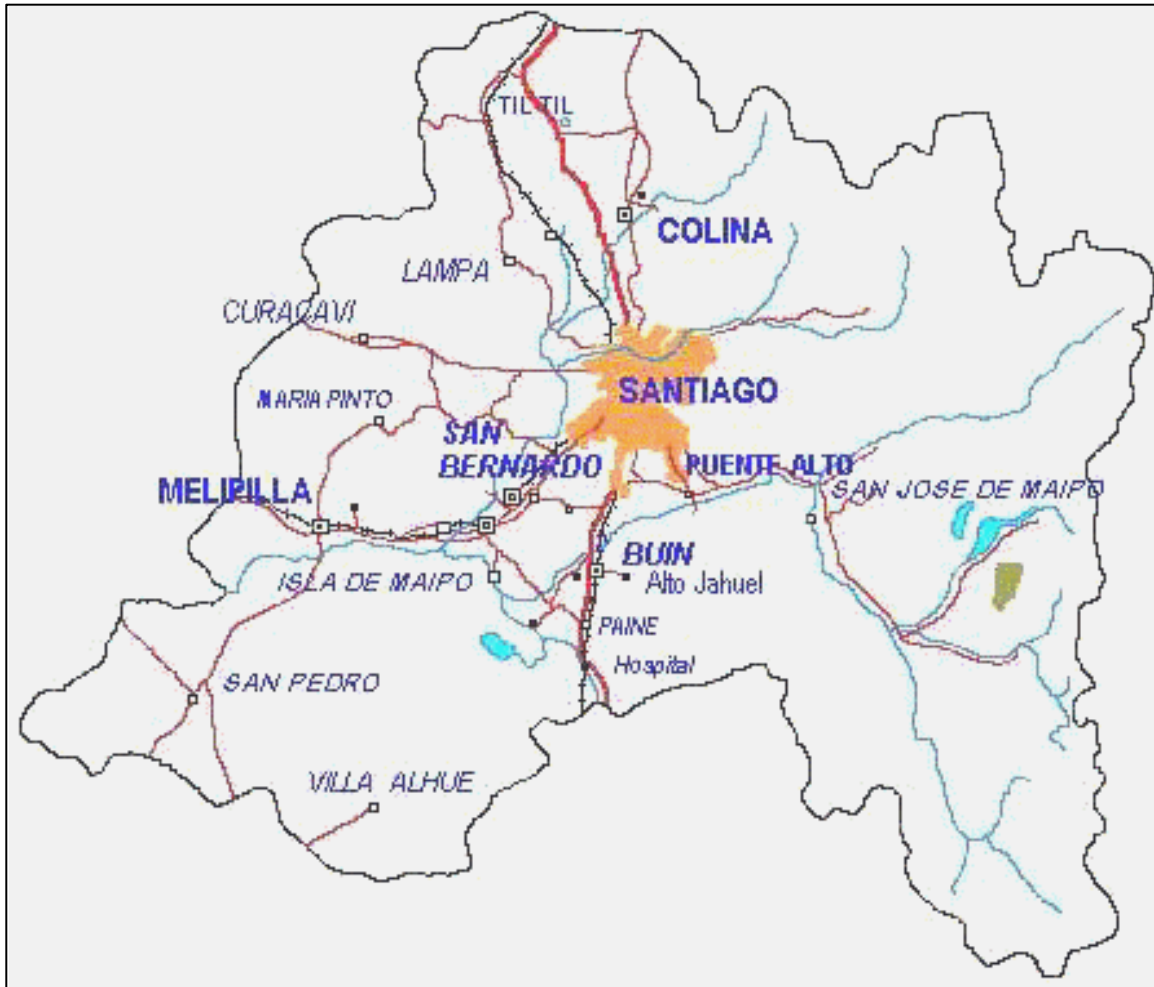 TIL TIL
COLINA
LAMPA
CURACAVI
SANTIAGO
MARIA PINTO
SAN
BERNARDO
PUENTE ALTO
MELIPILLA
SAN JOSE DE MAIPO
BUIN
ISLA DE MAIPO
Alto Jahuel
PAINE
Hospital
SAN PEDRO
VILLA ALHUE